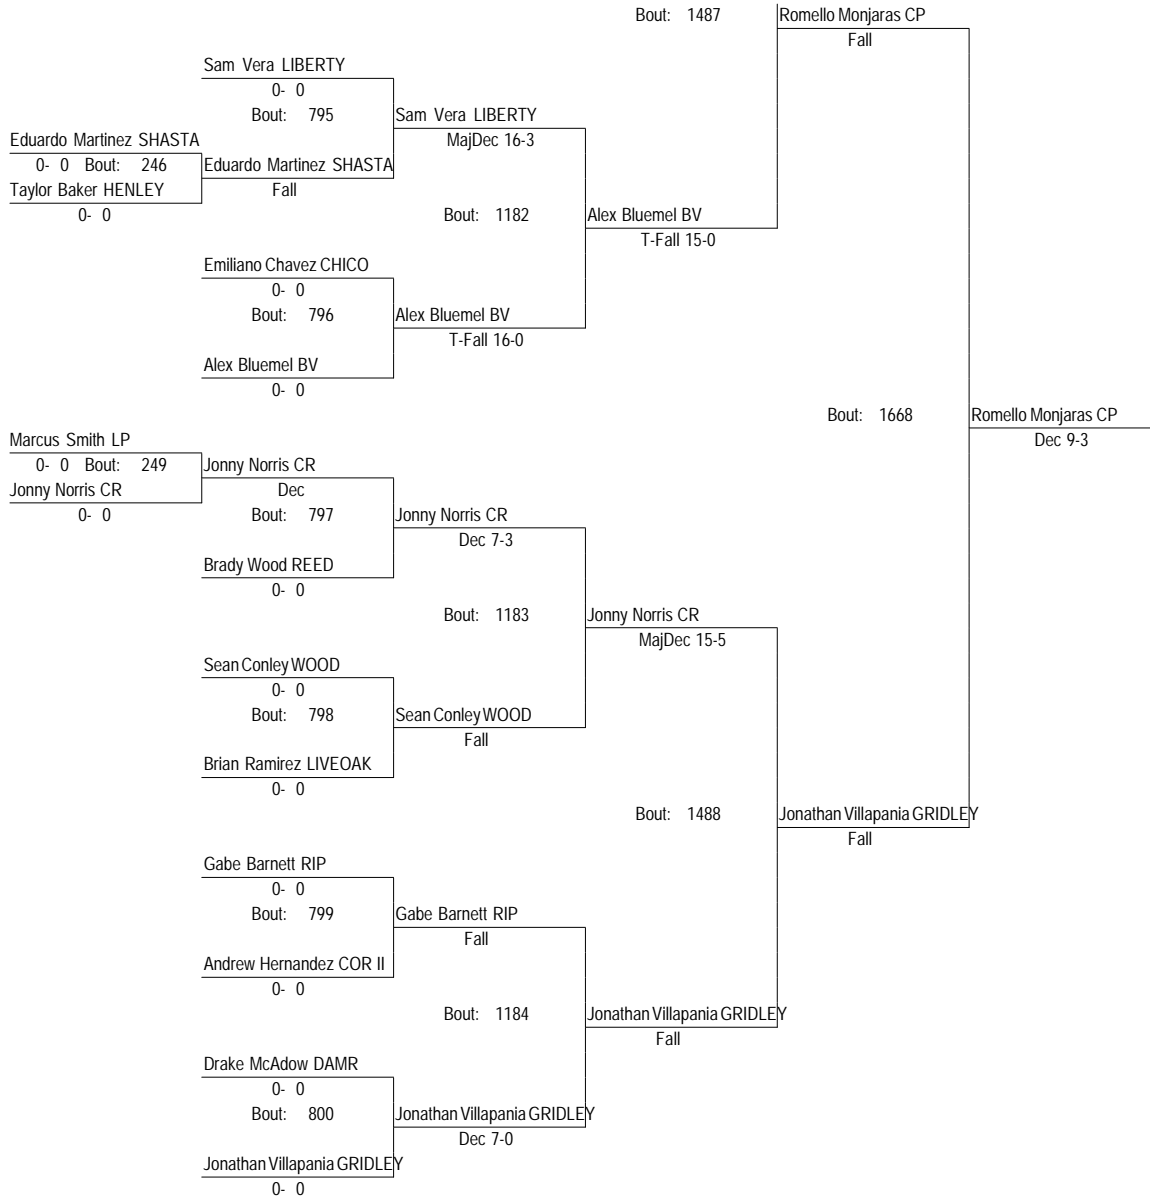 Bout: 1487 Romello Monjaras CP
Fall
Sam Vera LIBERTY
0- 0
Bout: 795 Sam Vera LIBERTY
MajDec 16-3
Eduardo Martinez SHASTA
0- 0 Bout: 246 Eduardo Martinez SHASTA
Taylor Baker HENLEY Fall
0- 0 Bout: 1182 Alex Bluemel BV
T-Fall 15-0
Emiliano Chavez CHICO
0- 0
Bout: 796 Alex Bluemel BV
T-Fall 16-0
Alex Bluemel BV
0- 0
Bout: 1668 Romello Monjaras CP
Dec 9-3
Marcus Smith LP
0- 0 Bout: 249 Jonny Norris CR
Jonny Norris CR Dec
0- 0 Bout: 797 Jonny Norris CR
Dec 7-3
Brady Wood REED
0- 0
Bout: 1183 Jonny Norris CR
MajDec 15-5
Sean Conley WOOD
0- 0
Bout: 798 Sean Conley WOOD
Fall
Brian Ramirez LIVEOAK
0- 0
Bout: 1488 Jonathan Villapania GRIDLEY
Fall
Gabe Barnett RIP
0- 0
Bout: 799 Gabe Barnett RIP
Fall
Andrew Hernandez COR II
0- 0
Bout: 1184 Jonathan Villapania GRIDLEY
Fall
Drake McAdow DAMR
0- 0
Bout: 800 Jonathan Villapania GRIDLEY
Dec 7-0
Jonathan Villapania GRIDLEY
0- 0